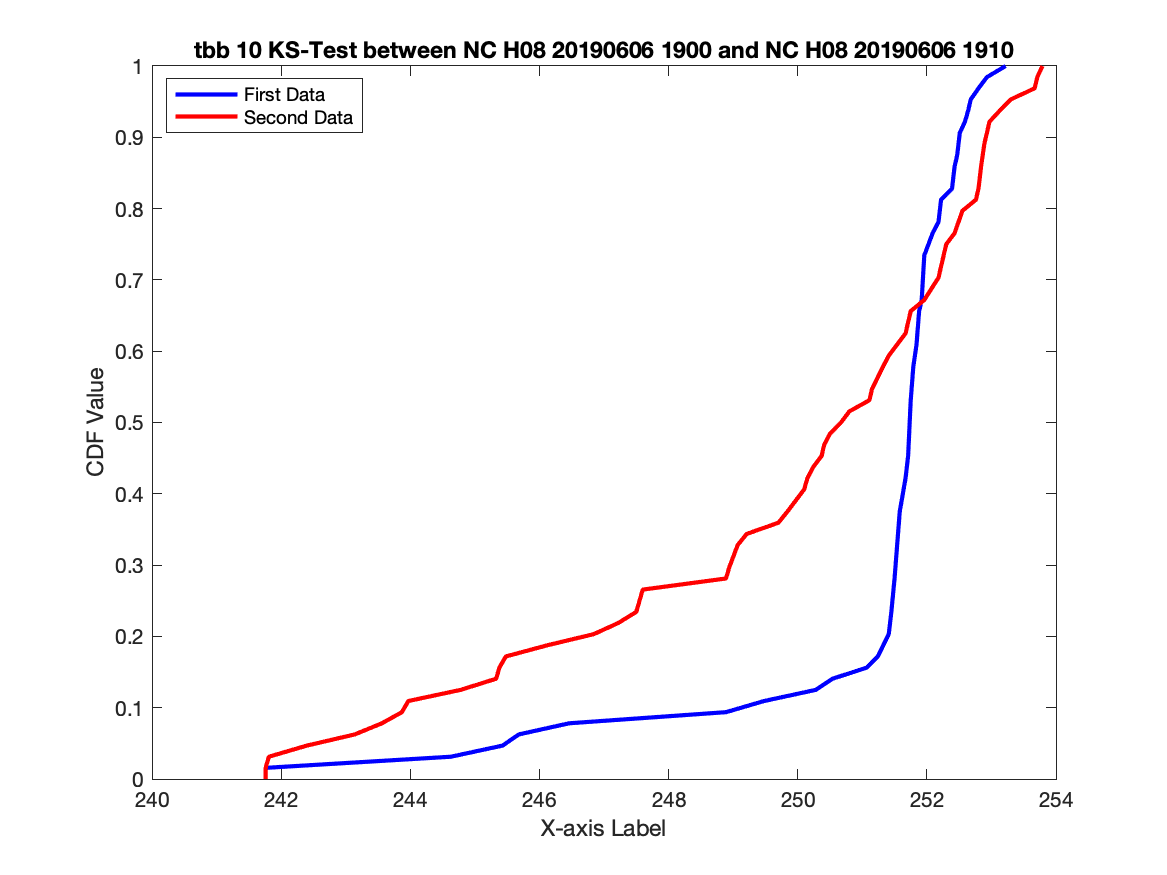 tbb 10 KS-Test between NC H08 20190606 1900 and NC H08 20190606 1910
First Data
Second Data
1
0.9
0.8
0.7
0.6
0.5
0.4
0.3
0.2
0.1
0
CDF Value
240 242 244 246 248 250 252 254
X-axis Label